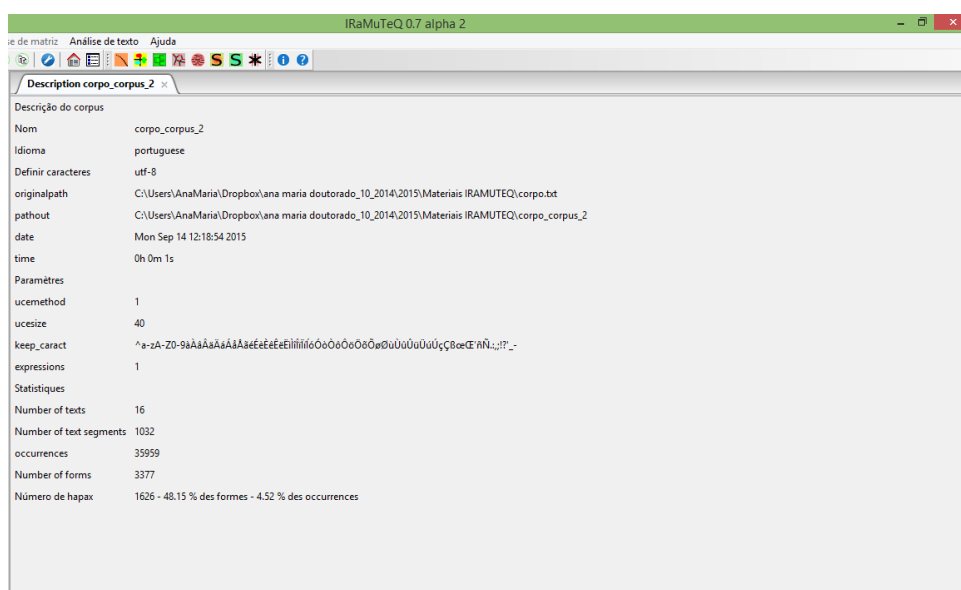 IRaMuTeQ 0.7 alpha 2
se de matriz Análise de texto Ajuda
Description corpo_corpus_2
Descrição do corpus
Nom corpo_corpus_2
Idioma portuguese
Definir caracteres utf-8
originalpath C:\Users\AnaMaria\Dropbox\ana maria doutorado_10_2014\2015\Materiais IRAMUTEQ\corpo.txt
pathout C:\Users\AnaMaria\Dropbox\ana maria doutorado_10_2014\2015\Materiais IRAMUTEQ\corpo_corpus_2
date Mon Sep 14 12:18:54 2015
time 0h 0m 1s
Paramètres
ucemethod 1
ucesize 40
keep_caract
expressions 1
Statistiques
Number of texts 16
Number of text segments 1032
occurrences 35959
Number of forms 3377
Número de hapax 1626 - 48.15 % des formes - 4.52 % des occurrences